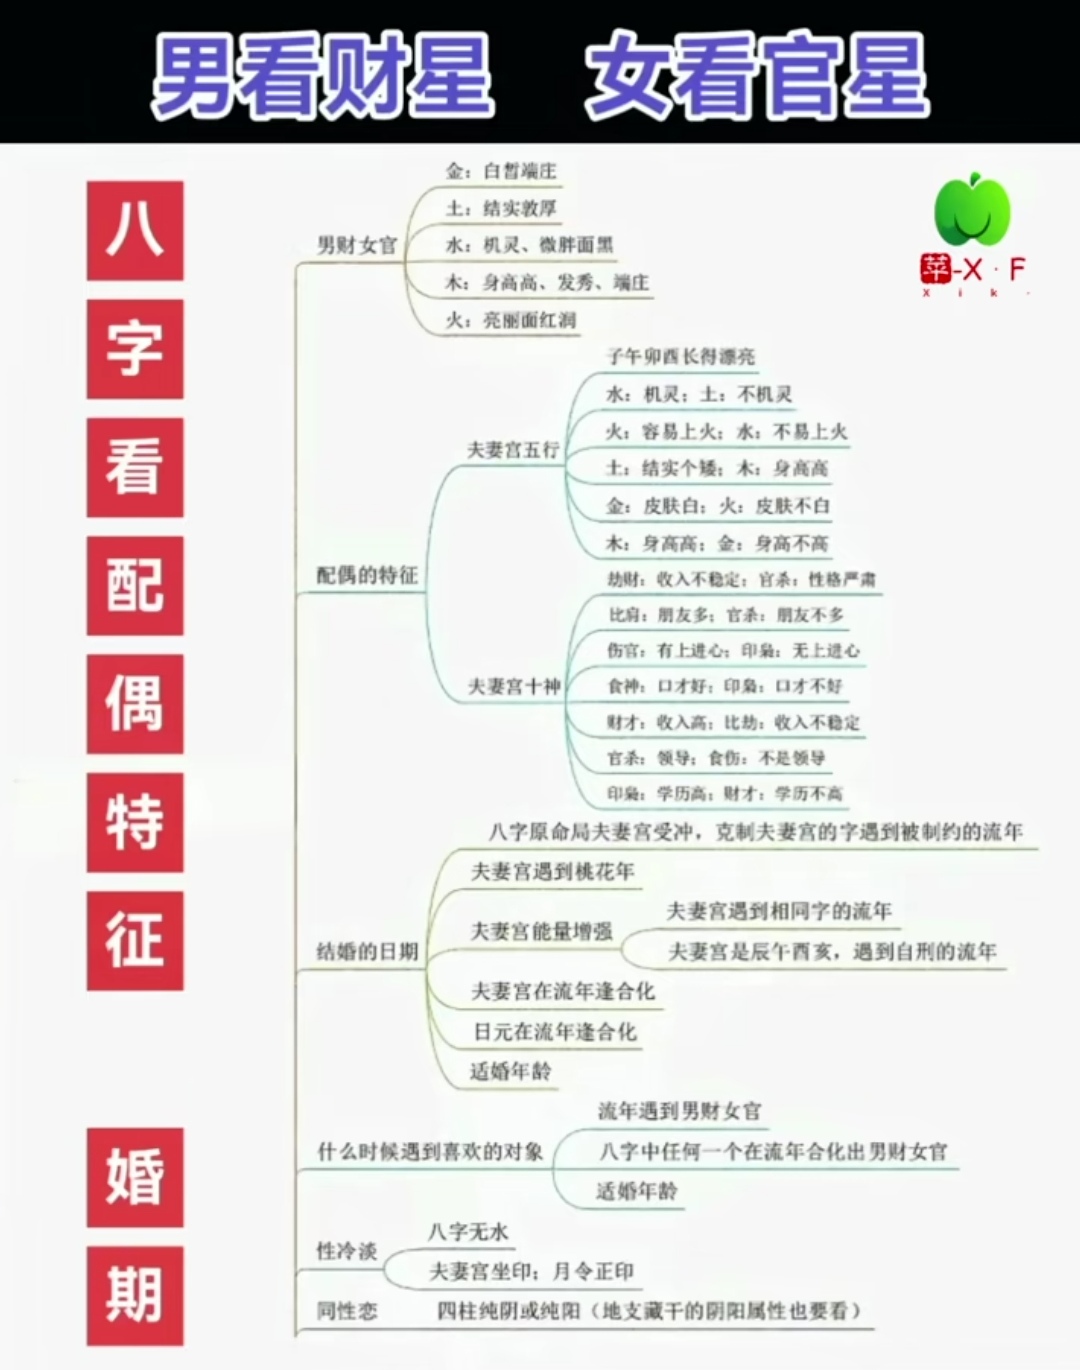 男看财星 女看官星
八字看配偶特征
婚期
苹-X·F
X i k ·
男财女官
金：白皙端庄
土：结实敦厚
水：机灵、微胖面黑
木：身高高、发秀、端庄
火：亮丽面红润
配偶的特征
夫妻宫五行
子午卯酉长得漂亮
水：机灵；土：不机灵
火：容易上火；水：不易上火
土：结实个矮；木：身高高
金：皮肤白；火：皮肤不白
木：身高高；金：身高不高
夫妻宫十神
劫财：收入不稳定；官杀：性格严肃
比肩：朋友多；官杀：朋友不多
伤官：有上进心；印枭：无上进心
食神：口才好；印枭：口才不好
财才：收入高；比劫：收入不稳定
官杀：领导；食伤：不是领导
印枭：学历高；财才：学历不高
结婚的日期
八字原命局夫妻宫受冲，克制夫妻宫的字遇到被制约的流年
夫妻宫遇到桃花年
夫妻宫能量增强
夫妻宫遇到相同字的流年
夫妻宫是辰午酉亥，遇到自刑的流年
夫妻宫在流年逢合化
日元在流年逢合化
适婚年龄
什么时候遇到喜欢的对象
流年遇到男财女官
八字中任何一个在流年合化出男财女官
适婚年龄
性冷淡
八字无水
夫妻宫坐印；月令正印
同性恋 四柱纯阴或纯阳（地支藏干的阴阳属性也要看）